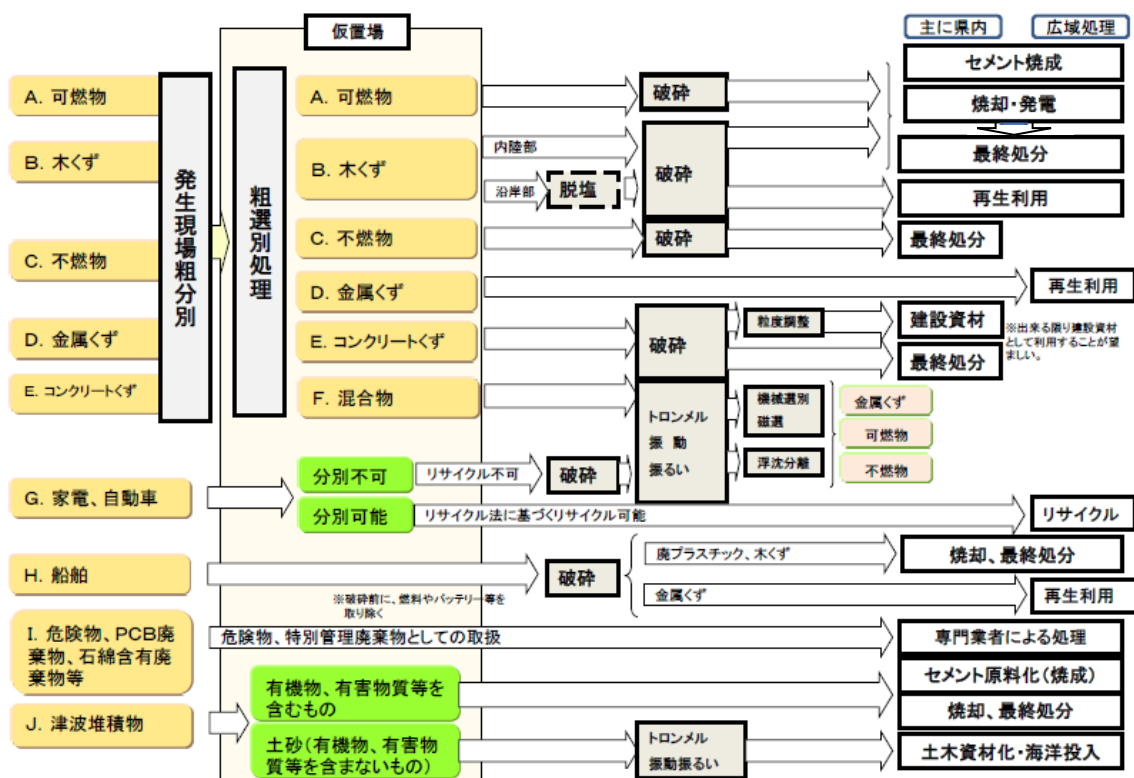 主に県内
広域処理
仮置場
A. 可燃物
B. 木くず
C. 不燃物
D. 金属くず
E. コンクリートくず
発生現場粗分別
粗選別処理
A. 可燃物
破砕
セメント焼成
焼却・発電
最終処分
B. 木くず
内陸部
沿岸部
脱塩
破砕
再生利用
C. 不燃物
破砕
最終処分
D. 金属くず
再生利用
E. コンクリートくず
破砕
粒度調整
建設資材
※出来る限り建設資材
として利用することが望
ましい。
最終処分
F. 混合物
トロンメル
振 動
振るい
機械選別
磁選
浮沈分離
金属くず
可燃物
不燃物
G. 家電、自動車
分別不可
リサイクル不可
破砕
分別可能
リサイクル法に基づくリサイクル可能
リサイクル
H. 船舶
※破砕前に、燃料やバッテリー等を
取り除く
破砕
廃プラスチック、木くず
焼却、最終処分
金属くず
再生利用
I. 危険物、PCB廃
棄物、石綿含有廃
棄物等
危険物、特別管理廃棄物としての取扱
専門業者による処理
J. 津波堆積物
有機物、有害物質等を
含むもの
セメント原料化(焼成)
焼却、最終処分
土砂(有機物、有害物
質等を含まないもの)
トロンメル
振動振るい
土木資材化・海洋投入